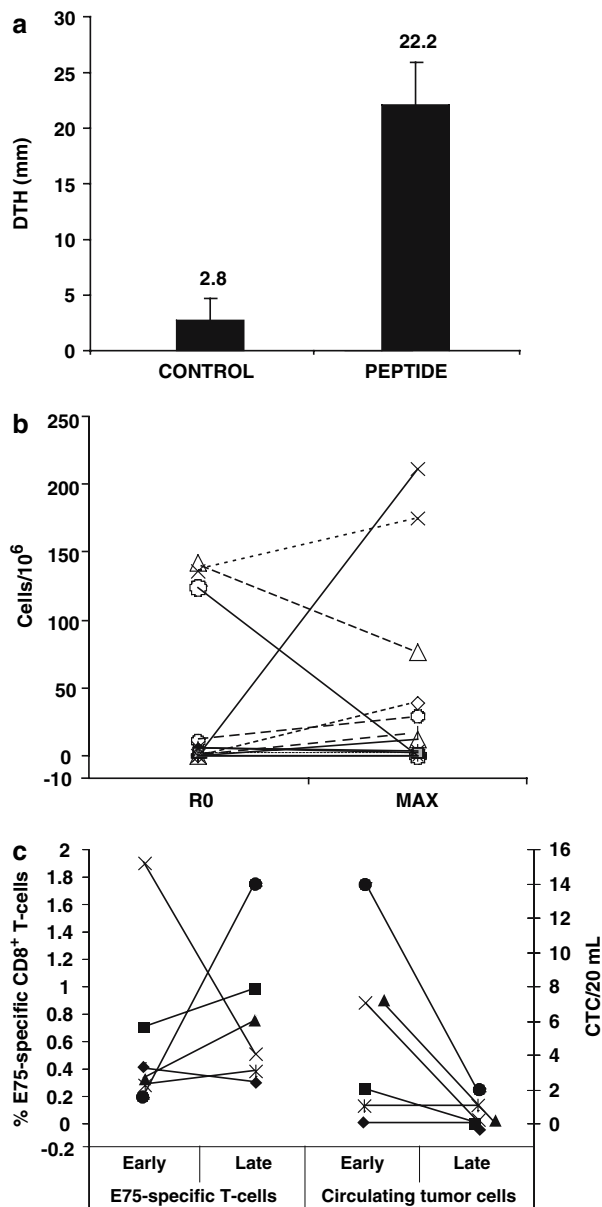 a
DTH (mm)
30
25
20
15
10
5
0
2.8
22.2
CONTROL
PEPTIDE
b
Cells/10⁶
250
200
150
100
50
0
-10
R0
MAX
c
% E75-specific CD8⁺ T-cells
2
1.8
1.6
1.4
1.2
1
0.8
0.6
0.4
0.2
0
-0.2
16
14
12
10
8
6
4
2
0
CTC/20 mL
Early Late Early Late
E75-specific T-cells Circulating tumor cells